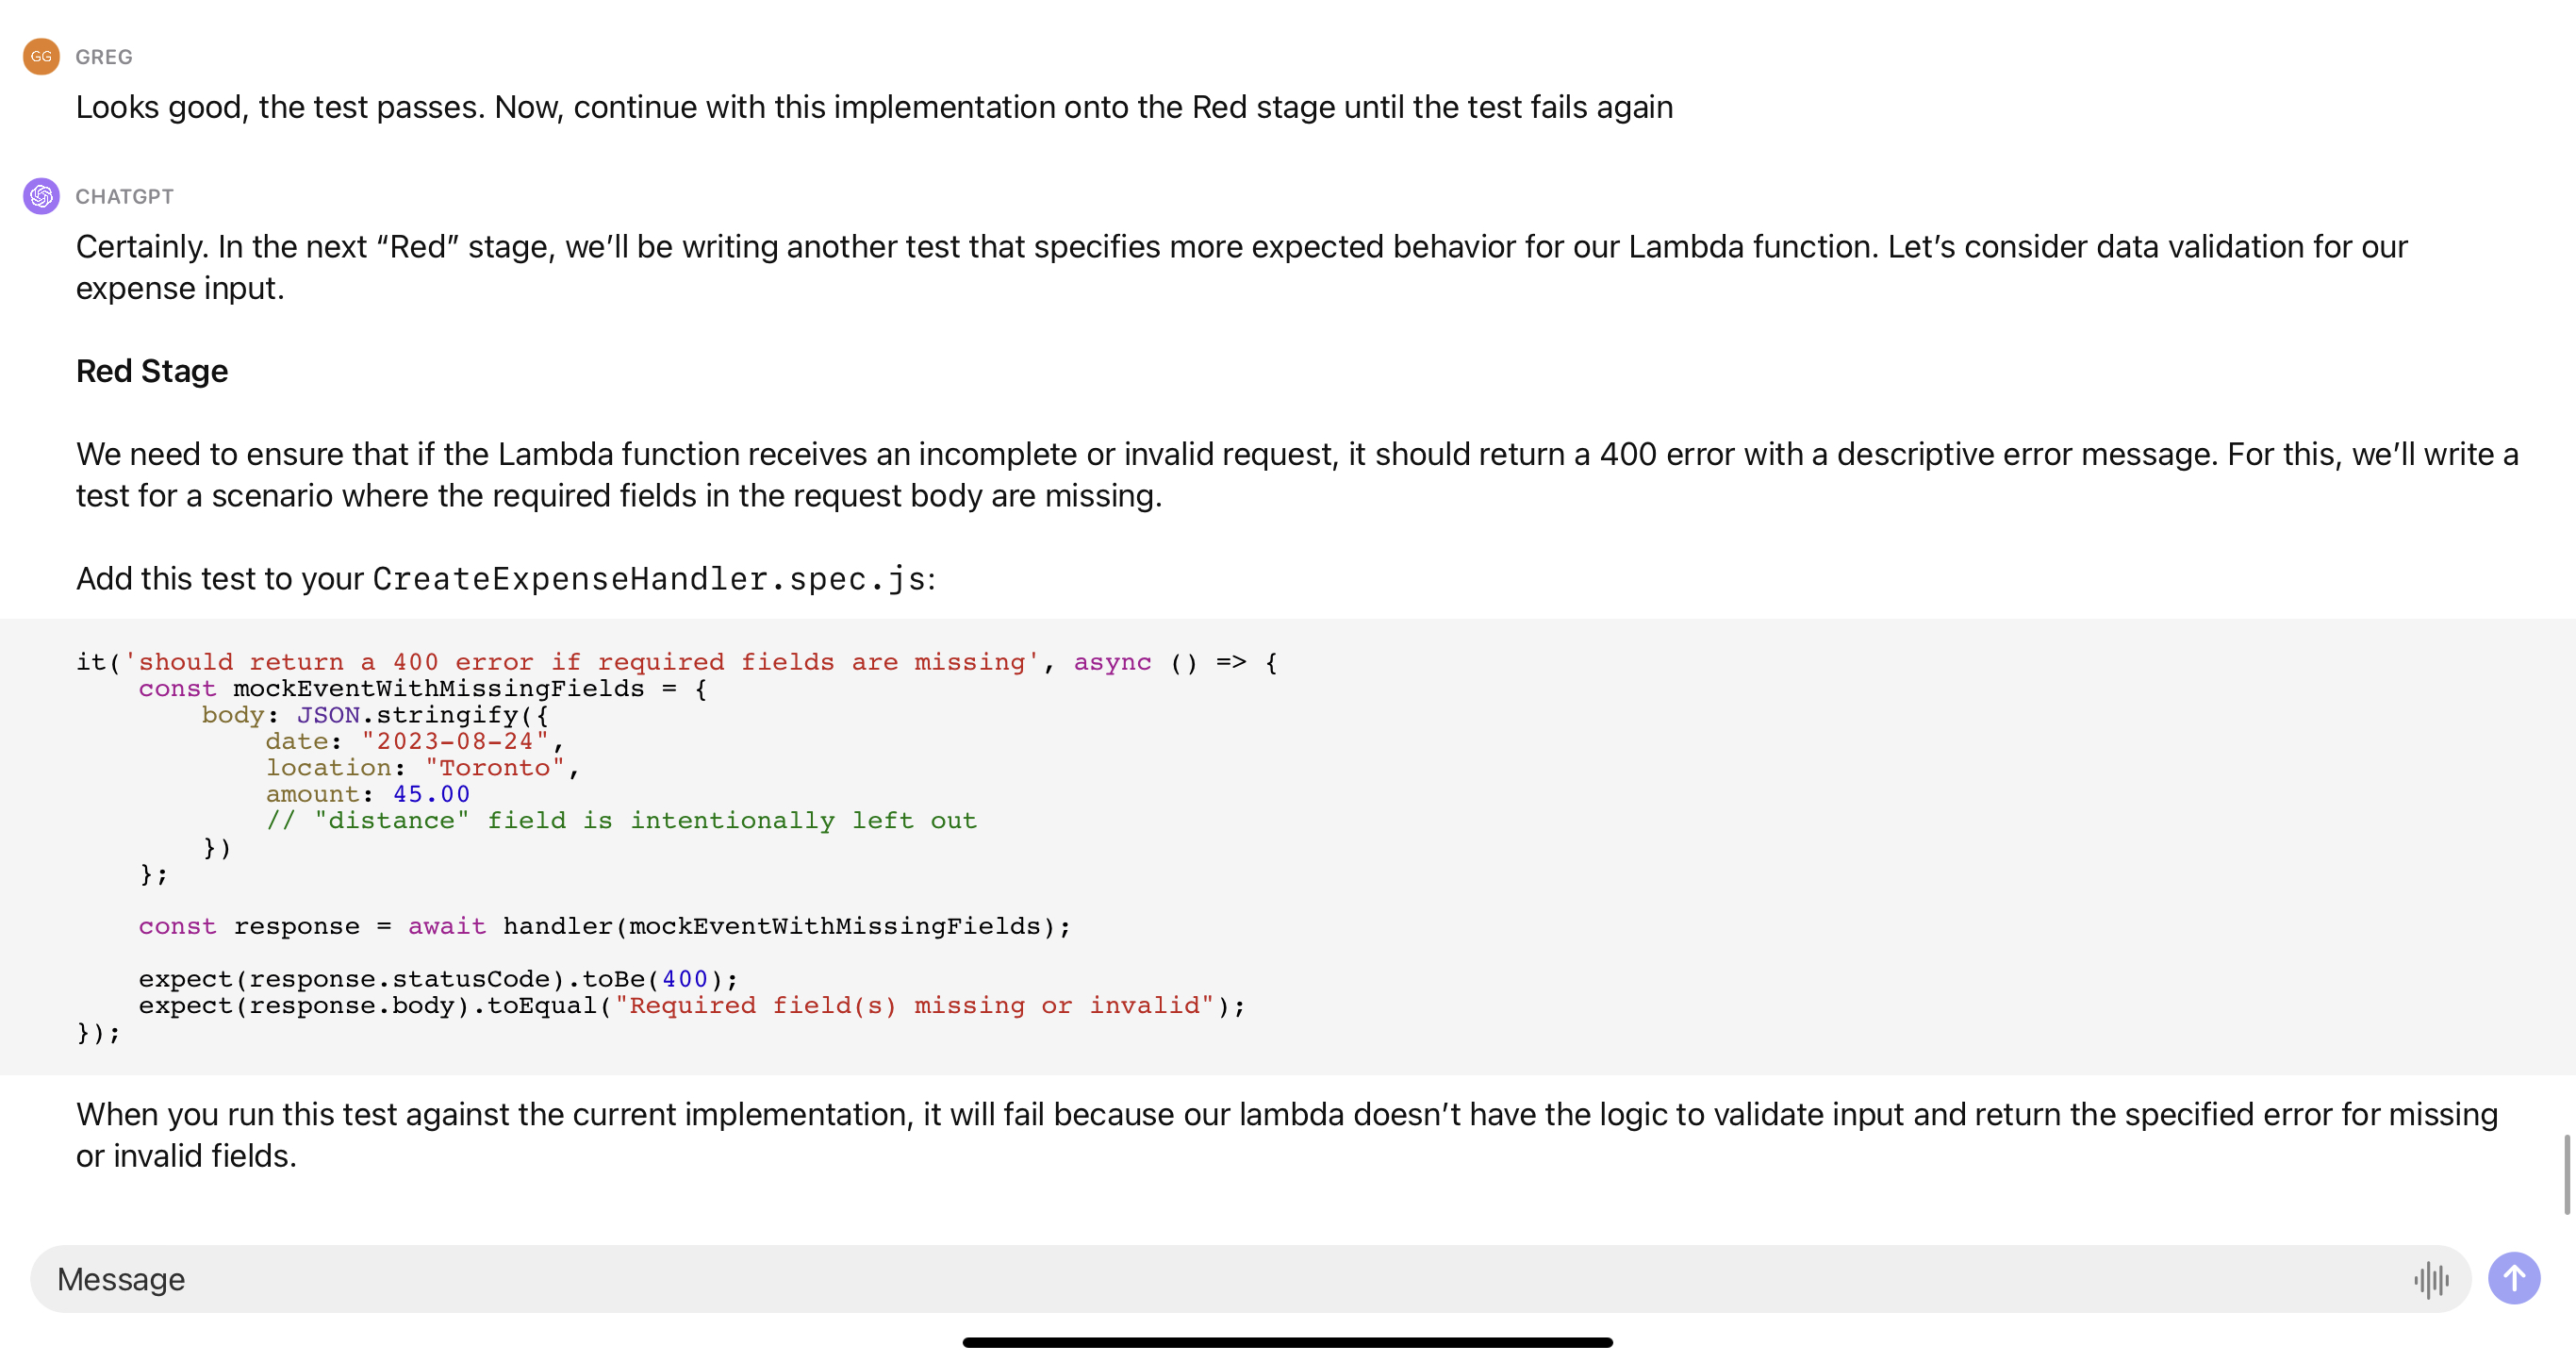 GG GREG
Looks good, the test passes. Now, continue with this implementation onto the Red stage until the test fails again
CHATGPT
Certainly. In the next “Red” stage, we’ll be writing another test that specifies more expected behavior for our Lambda function. Let’s consider data validation for our
expense input.
Red Stage
We need to ensure that if the Lambda function receives an incomplete or invalid request, it should return a 400 error with a descriptive error message. For this, we’ll write a
test for a scenario where the required fields in the request body are missing.
Add this test to your CreateExpenseHandler.spec.js:
it('should return a 400 error if required fields are missing', async () => {
    const mockEventWithMissingFields = {
        body: JSON.stringify({
            date: "2023-08-24",
            location: "Toronto",
            amount: 45.00
            // "distance" field is intentionally left out
        })
    };
    const response = await handler(mockEventWithMissingFields);
    expect(response.statusCode).toBe(400);
    expect(response.body).toEqual("Required field(s) missing or invalid");
});
When you run this test against the current implementation, it will fail because our lambda doesn’t have the logic to validate input and return the specified error for missing
or invalid fields.
Message